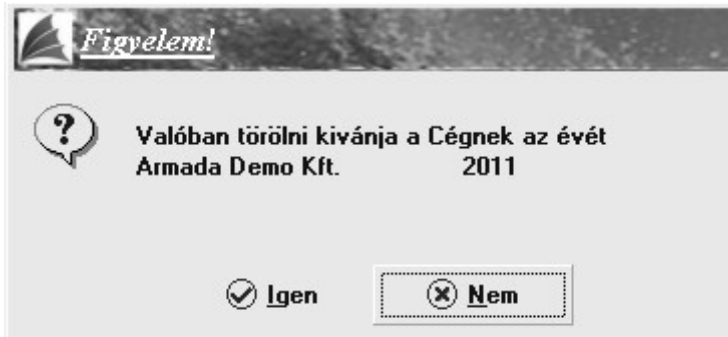 Figyelem!
Valóban törölni kivánja a Cégnek az évét
Armada Demo Kft. 2011
Igen
Nem